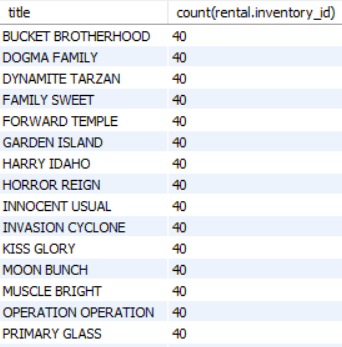 title count(rental.inventory_id)
BUCKET BROTHERHOOD 40
DOGMA FAMILY 40
DYNAMITE TARZAN 40
FAMILY SWEET 40
FORWARD TEMPLE 40
GARDEN ISLAND 40
HARRY IDAHO 40
HORROR REIGN 40
INNOCENT USUAL 40
INVASION CYCLONE 40
KISS GLORY 40
MOON BUNCH 40
MUSCLE BRIGHT 40
OPERATION OPERATION 40
PRIMARY GLASS 40